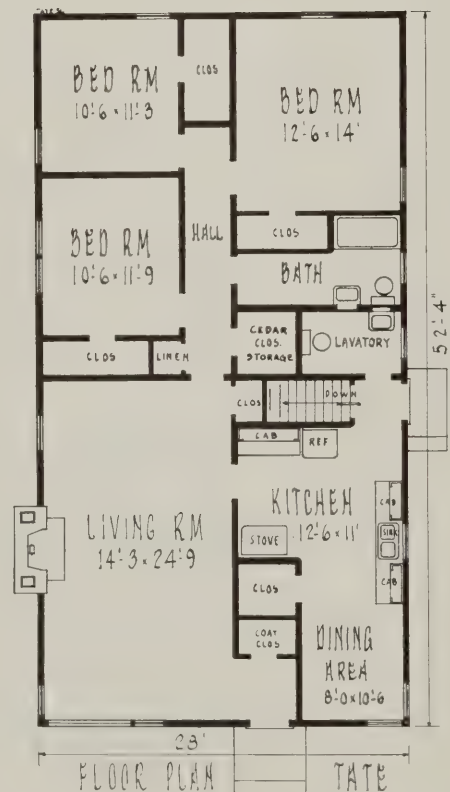 BED RM
10'-6 × 11'-3
CLOS
BED RM
12'-6 × 14'
BED RM
10'-6 × 11'-9
HALL
CLOS
BATH
CLOS
LINEN
CEDAR
CLOS.
STORAGE
LAVATORY
52'-4"
CLOS
DOWN
CAB
REF
LIVING RM
14'-3 × 24'-9
KITCHEN
12'-6 × 11'
STOVE
CAB
SINK
CAB
CLOS
COAT
CLOS
DINING
AREA
8'-0 × 10'-6
28'
FLOOR PLAN
TATE